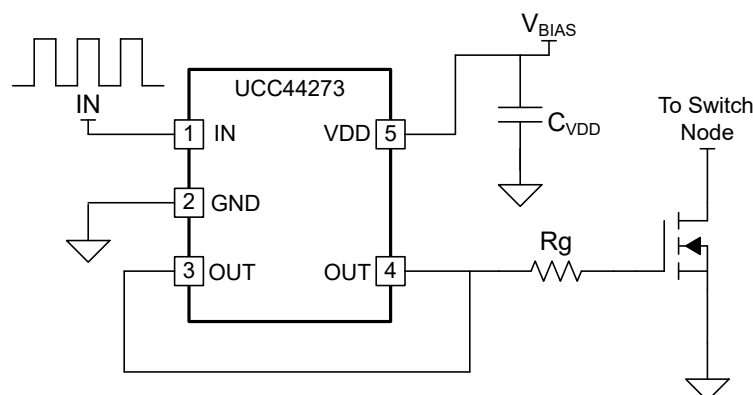 V_BIAS
UCC44273
IN
1 IN
VDD 5
C_VDD
To Switch
Node
2 GND
3 OUT
OUT 4
Rg